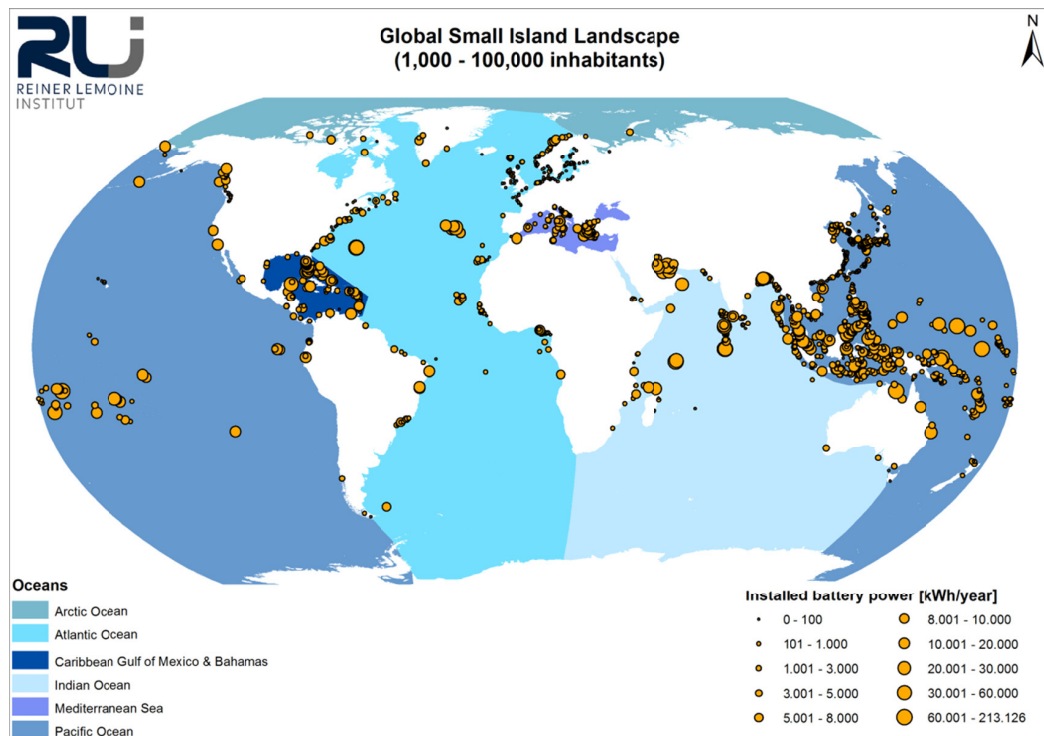 RLI
REINER LEMOINE
INSTITUT
Global Small Island Landscape
(1,000 - 100,000 inhabitants)
N
Oceans
Arctic Ocean
Atlantic Ocean
Caribbean Gulf of Mexico & Bahamas
Indian Ocean
Mediterranean Sea
Pacific Ocean
Installed battery power [kWh/year]
0 - 100
101 - 1.000
1.001 - 3.000
3.001 - 5.000
5.001 - 8.000
8.001 - 10.000
10.001 - 20.000
20.001 - 30.000
30.001 - 60.000
60.001 - 213.126